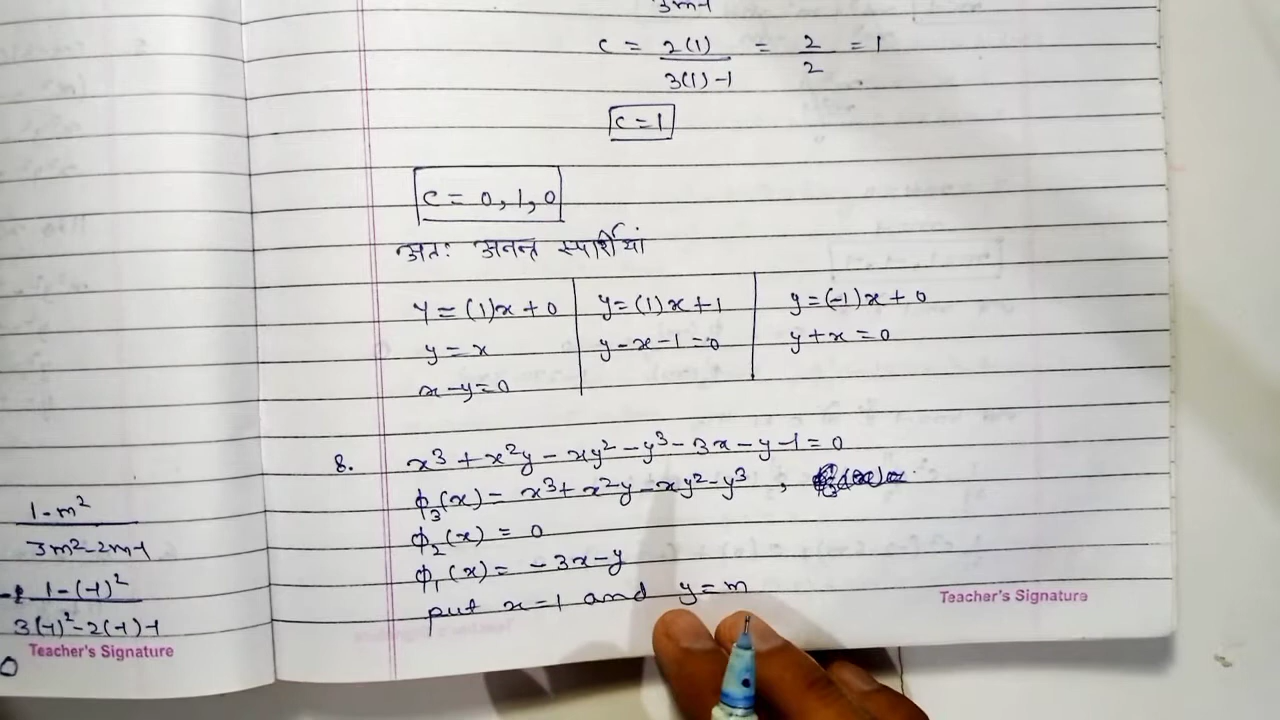 3m-1
c = 2(1) / 3(1)-1 = 2/2 = 1
c=1
c = 0, 1, 0
अतः अनन्त स्पर्शियां
y = (1)x + 0 | y = (1)x + 1 | y = (-1)x + 0
y = x | y - x - 1 = 0 | y + x = 0
x - y = 0
8. x³ + x²y - xy² - y³ - 3x - y - 1 = 0
ϕ₃(x) = x³ + x²y - xy² - y³ ,
ϕ₂(x) = 0
ϕ₁(x) = -3x - y
put x = 1 and y = m
Teacher's Signature
1-m²
3m²-2m-1
1-(-1)²
3(-1)²-2(-1)-1
Teacher's Signature
0